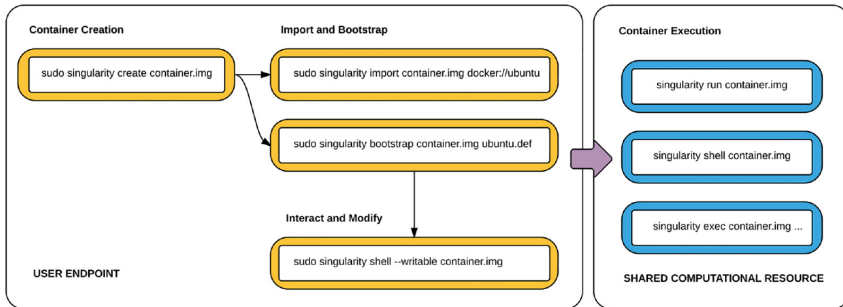 Container Creation
sudo singularity create container.img
Import and Bootstrap
sudo singularity import container.img docker://ubuntu
sudo singularity bootstrap container.img ubuntu.def
Interact and Modify
sudo singularity shell --writable container.img
USER ENDPOINT
Container Execution
singularity run container.img
singularity shell container.img
singularity exec container.img ...
SHARED COMPUTATIONAL RESOURCE